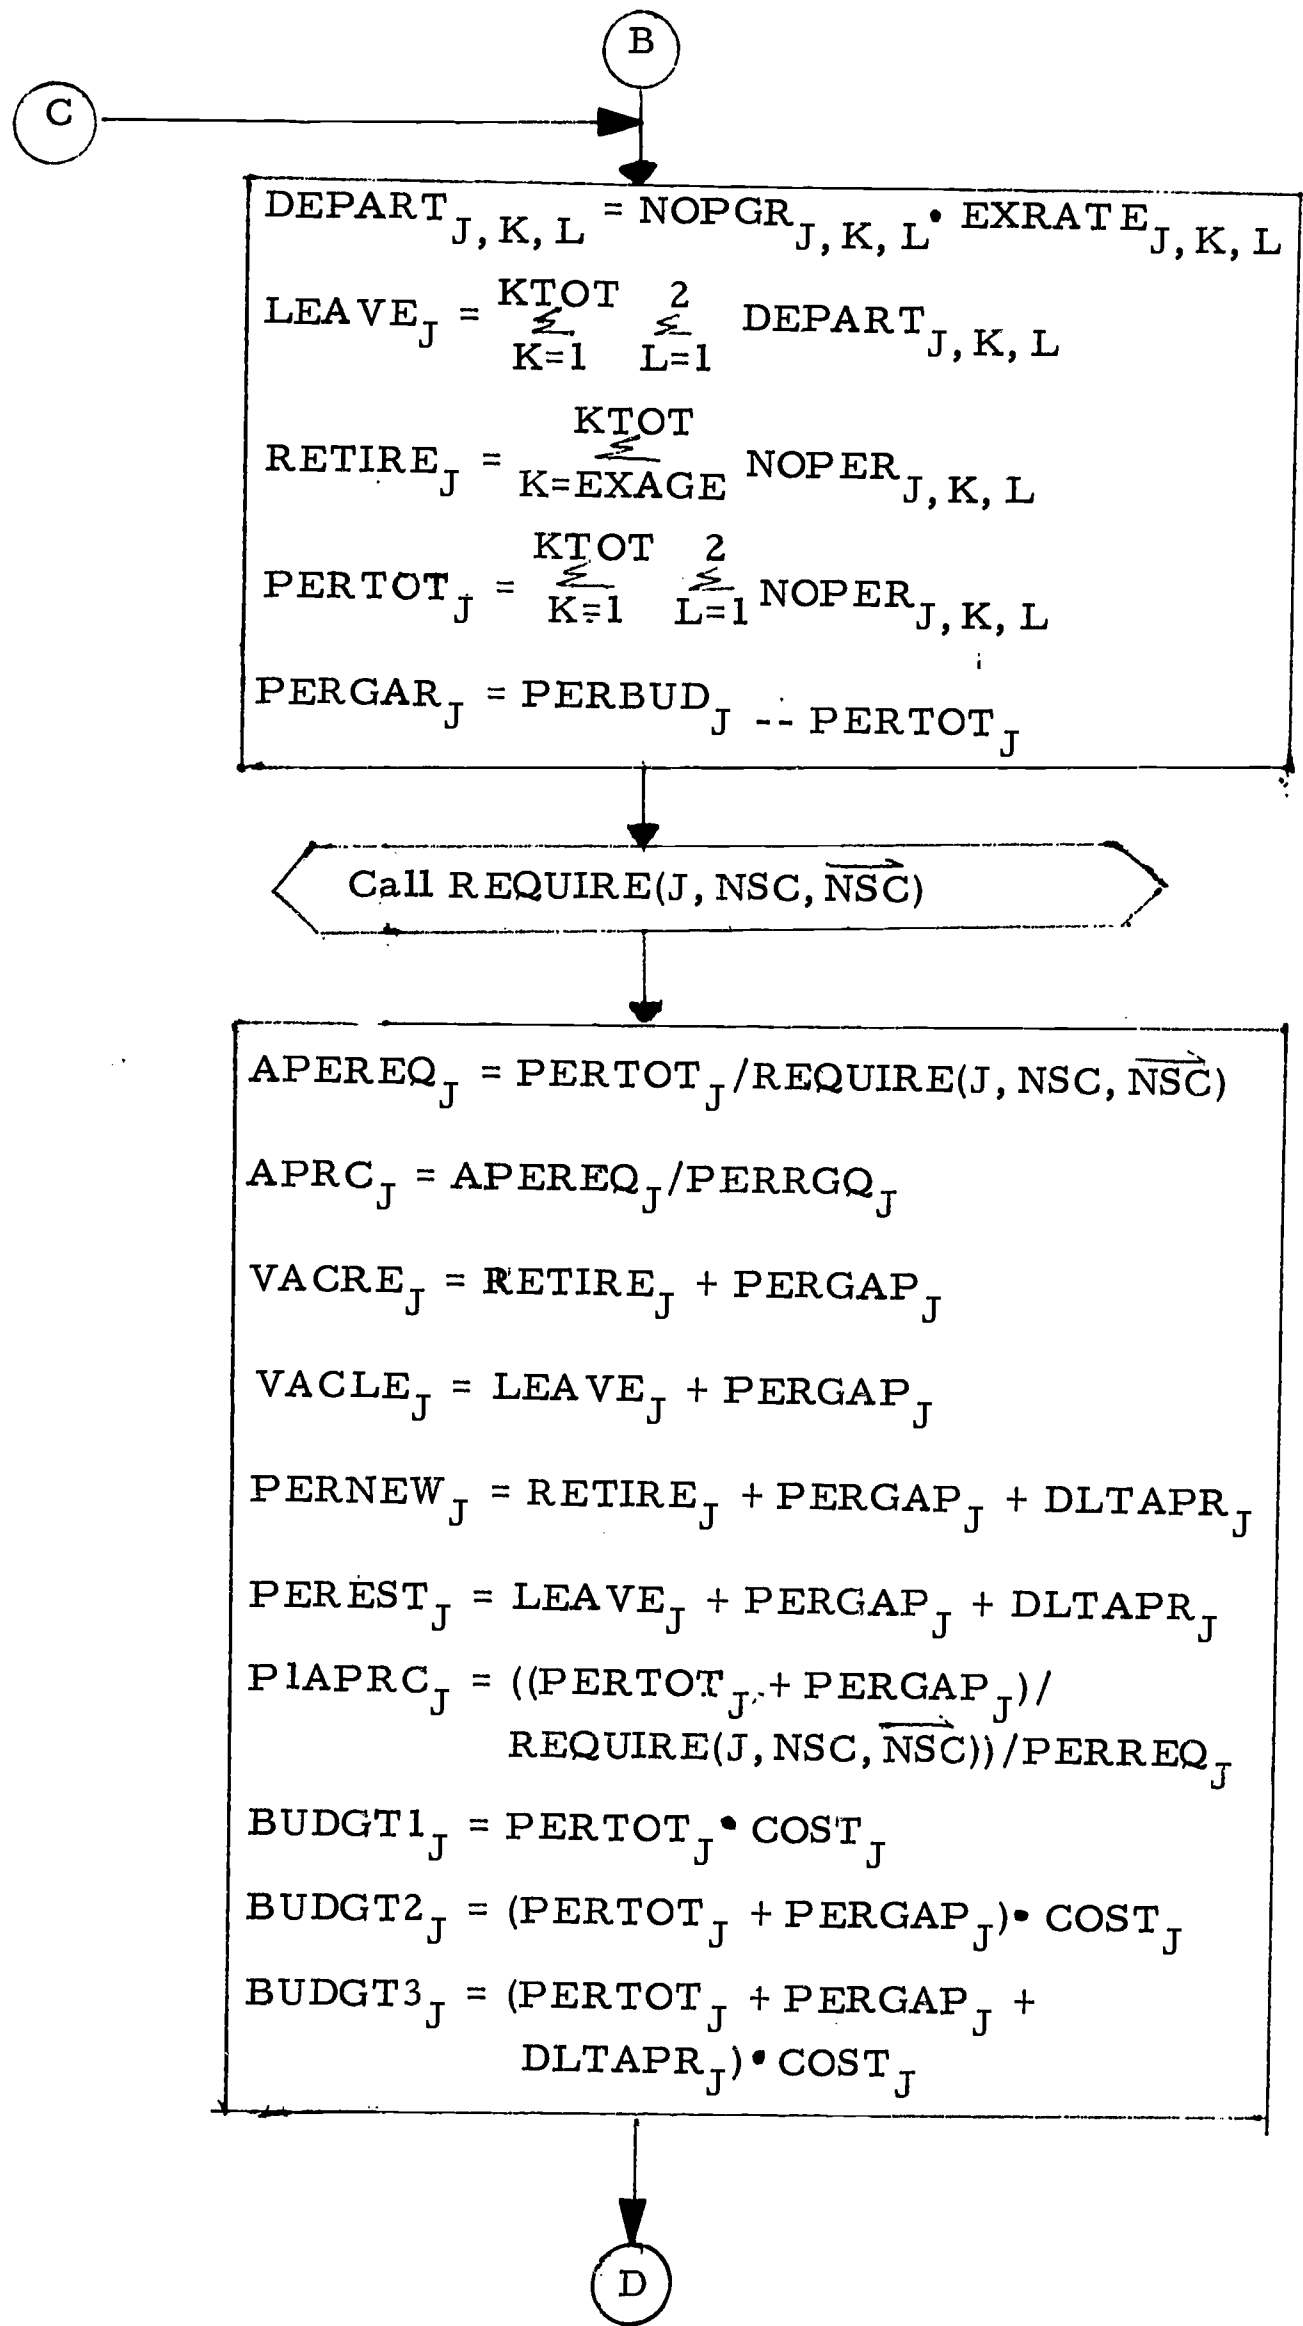 B
C
DEPART J, K, L = NOPGR J, K, L • EXRATE J, K, L
KTOT 2
LEAVE J = Σ Σ DEPART J, K, L
K=1 L=1
KTOT
RETIRE J = Σ NOPER J, K, L
K=EXAGE
KTOT 2
PERTOT J = Σ Σ NOPER J, K, L
K=1 L=1
PERGAR J = PERBUD J -- PERTOT J
Call REQUIRE(J, NSC, NSC)
APEREQ J = PERTOT J /REQUIRE(J, NSC, NSC)
APRC J = APEREQ J /PERRGQ J
VACRE J = RETIRE J + PERGAP J
VACLE J = LEAVE J + PERGAP J
PERNEW J = RETIRE J + PERGAP J + DLTAPR J
PEREST J = LEAVE J + PERGAP J + DLTAPR J
P1APRC J = ((PERTOT J + PERGAP J )/
REQUIRE(J, NSC, NSC))/PERREQ J
BUDGT1 J = PERTOT J • COST J
BUDGT2 J = (PERTOT J + PERGAP J )• COST J
BUDGT3 J = (PERTOT J + PERGAP J +
DLTAPR J )• COST J
D